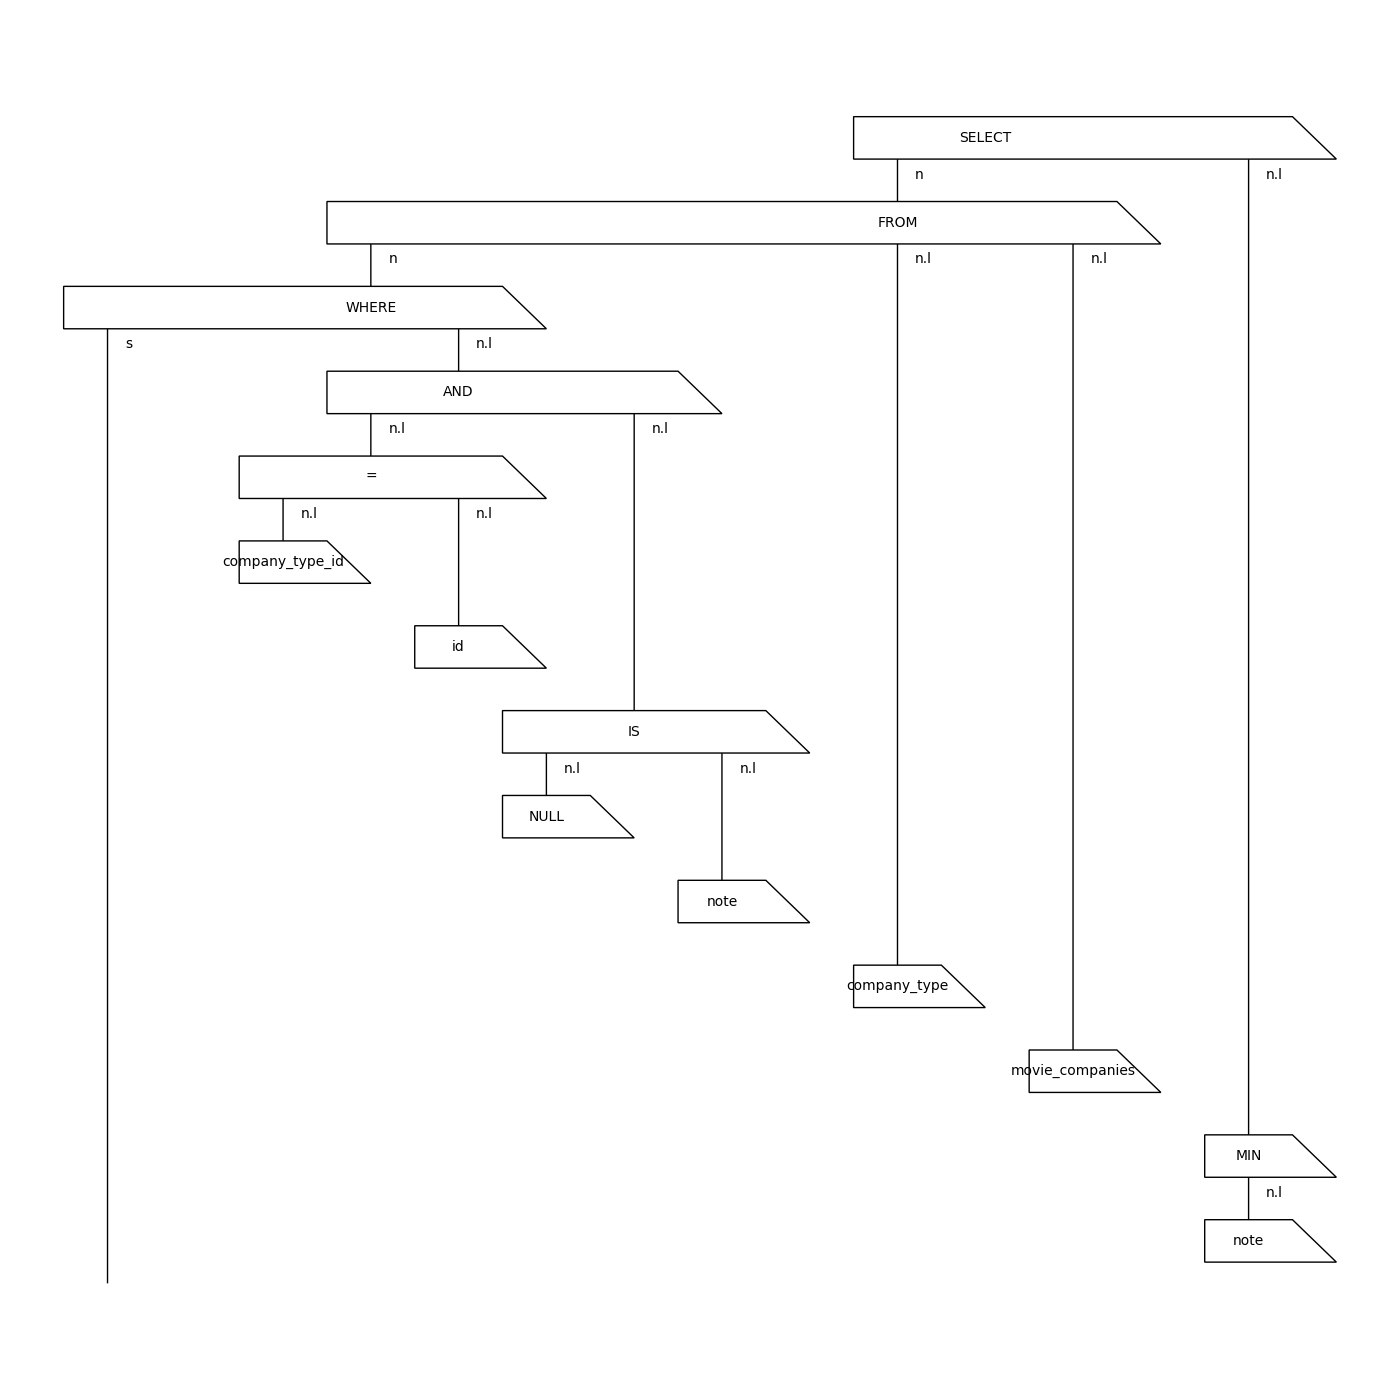 SELECT
n n.l
FROM
n n.l n.l
WHERE
s n.l
AND
n.l n.l
=
n.l n.l
company_type_id
id
IS
n.l n.l
NULL
note
company_type
movie_companies
MIN
n.l
note